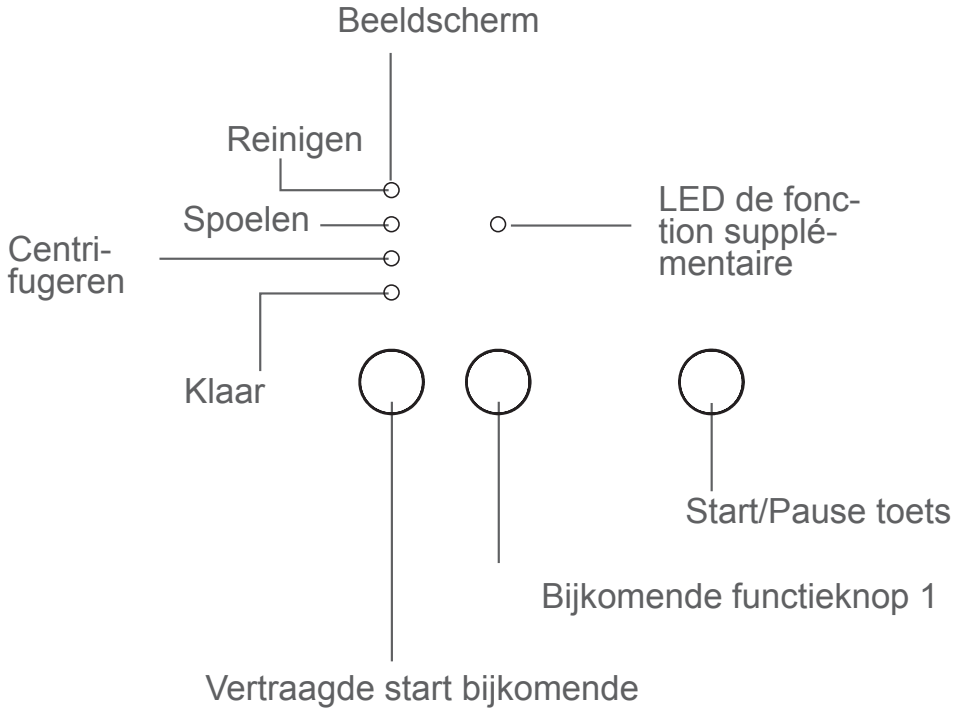 Beeldscherm
Reinigen
Spoelen
Centri-
fugeren
Klaar
LED de fonc-
tion supplé-
mentaire
Start/Pause toets
Bijkomende functieknop 1
Vertraagde start bijkomende